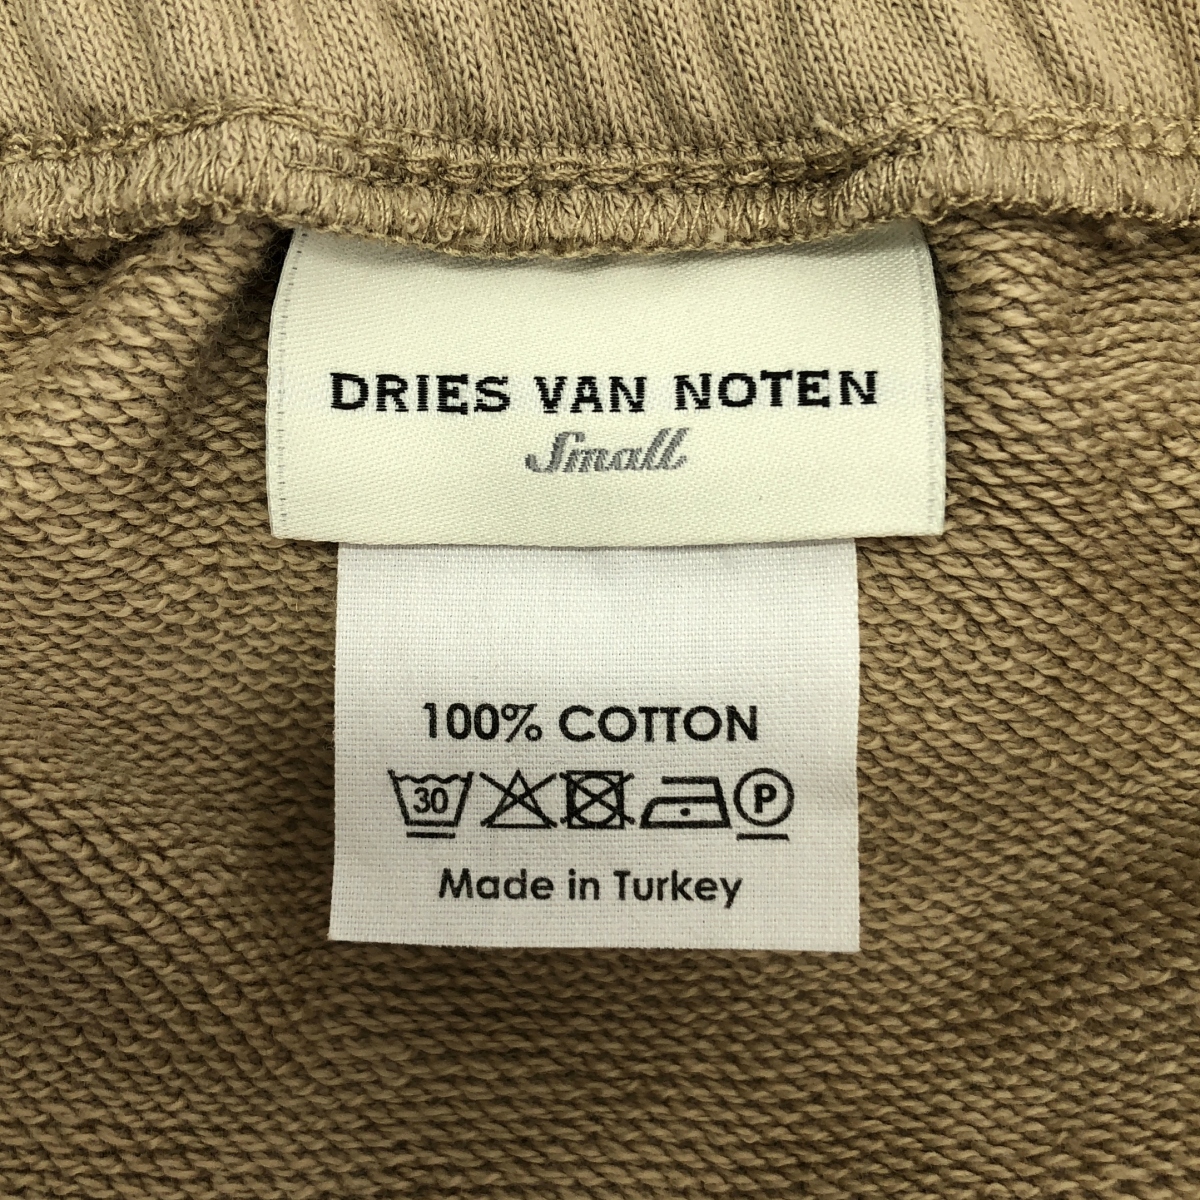 DRIES VAN NOTEN
Small
100% COTTON
30 P
Made in Turkey